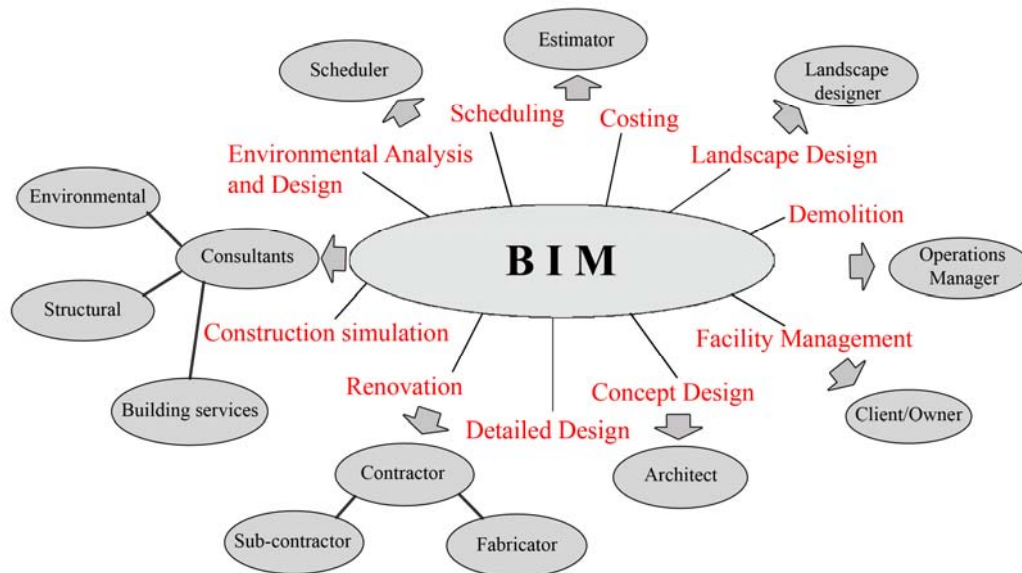 Estimator
Scheduler
Landscape
designer
Scheduling
Costing
Environmental Analysis
and Design
Landscape Design
Environmental
Demolition
Consultants
B I M
Operations
Manager
Structural
Construction simulation
Facility Management
Renovation
Concept Design
Building services
Client/Owner
Detailed Design
Contractor
Architect
Sub-contractor
Fabricator